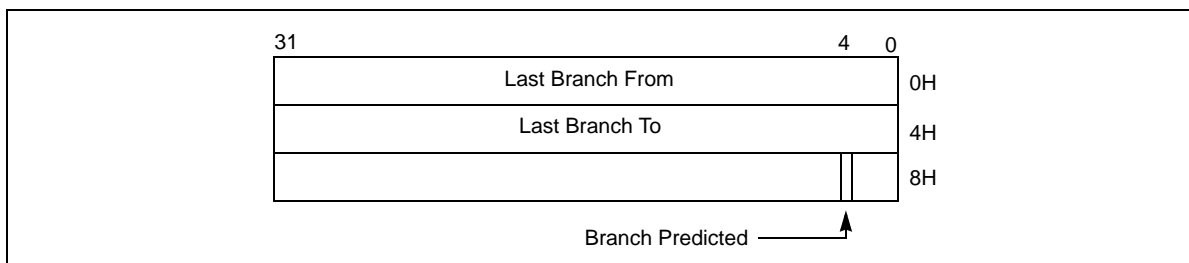 31 4 0
Last Branch From 0H
Last Branch To 4H
8H
Branch Predicted